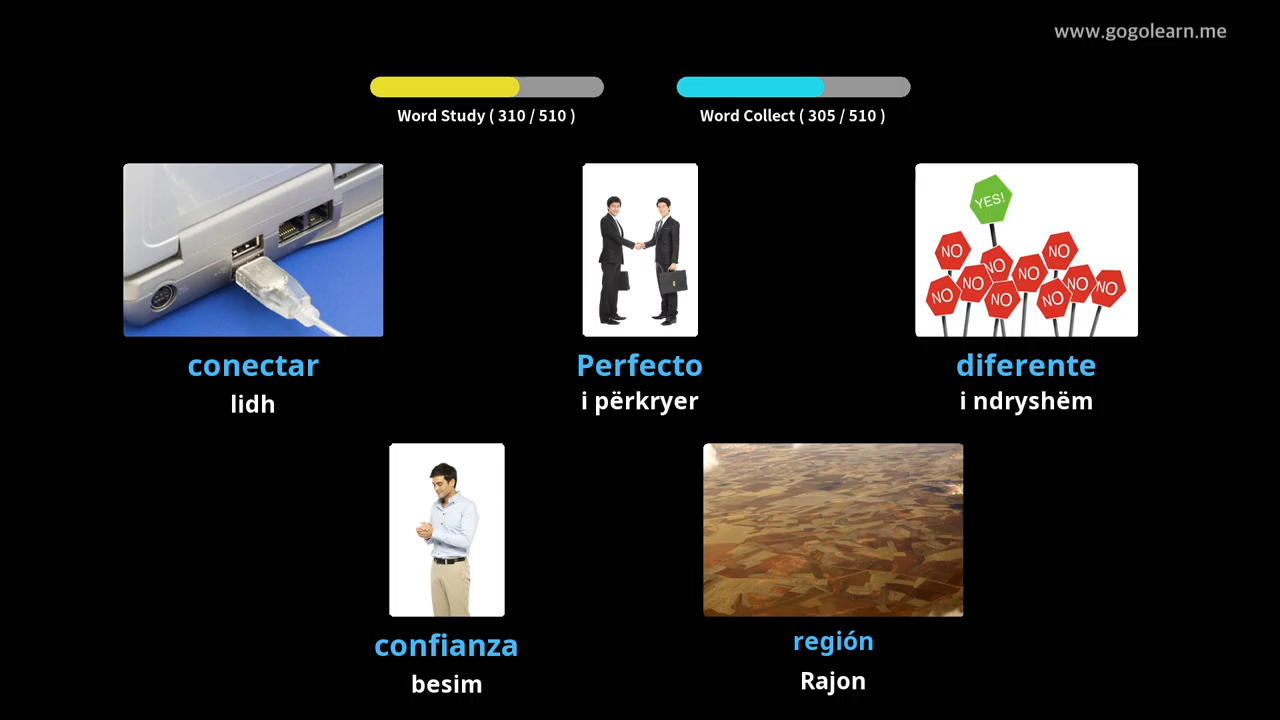 www.gogolearn.me
Word Study ( 310 / 510 )
Word Collect ( 305 / 510 )
YES!
NO
NO
NO
NO
NO
NO
NO
NO
NO
NO
conectar
lidh
Perfecto
i përkryer
diferente
i ndryshëm
confianza
besim
región
Rajon